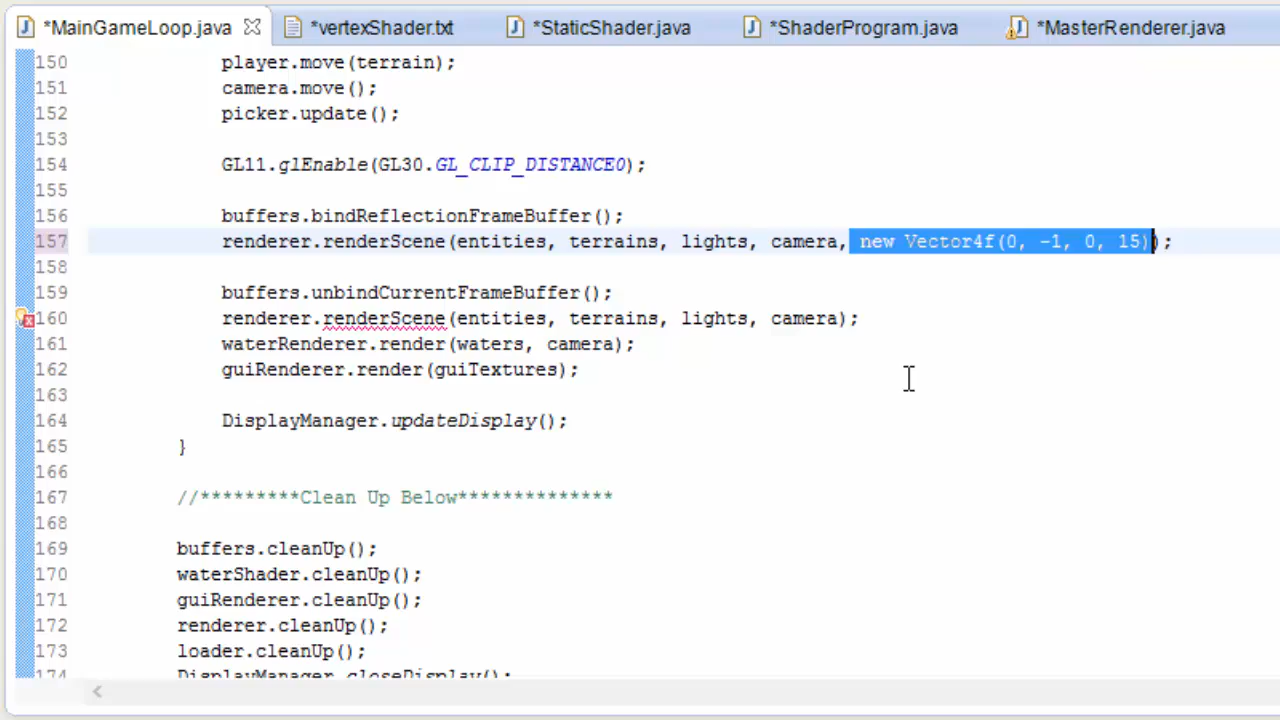 *MainGameLoop.java *vertexShader.txt *StaticShader.java *ShaderProgram.java *MasterRenderer.java
150 player.move(terrain);
151 camera.move();
152 picker.update();
153
154 GL11.glEnable(GL30.GL_CLIP_DISTANCE0);
155
156 buffers.bindReflectionFrameBuffer();
157 renderer.renderScene(entities, terrains, lights, camera, new Vector4f(0, -1, 0, 15));
158
159 buffers.unbindCurrentFrameBuffer();
160 renderer.renderScene(entities, terrains, lights, camera);
161 waterRenderer.render(waters, camera);
162 guiRenderer.render(guiTextures);
163
164 DisplayManager.updateDisplay();
165 }
166
167 //*********Clean Up Below**************
168
169 buffers.cleanUp();
170 waterShader.cleanUp();
171 guiRenderer.cleanUp();
172 renderer.cleanUp();
173 loader.cleanUp();
174 DisplayManager.closeDisplay();